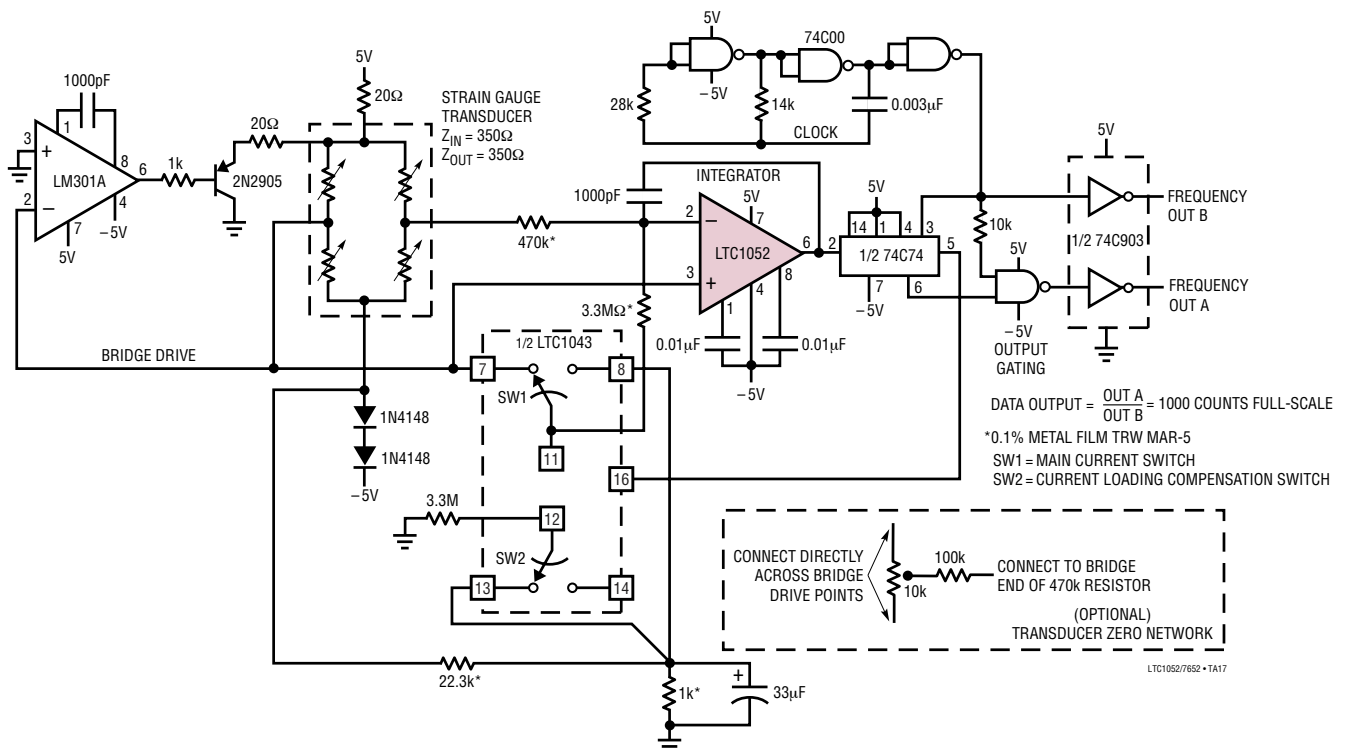 5V
74C00
–5V
28k
14k
0.003µF
CLOCK
1000pF
3
+
1
8
6
LM301A
2
–
4
–5V
7
5V
1k
2N2905
20Ω
5V
20Ω
STRAIN GAUGE
TRANSDUCER
ZIN = 350Ω
ZOUT = 350Ω
470k*
1000pF
INTEGRATOR
5V
2
–
7
LTC1052
6
3
+
8
4
1
0.01µF
0.01µF
–5V
3.3MΩ*
5V
14
1
4
3
2
1/2 74C74
5
7
6
–5V
10k
5V
–5V
OUTPUT
GATING
5V
1/2 74C903
FREQUENCY
OUT B
FREQUENCY
OUT A
BRIDGE DRIVE
1N4148
1N4148
–5V
1/2 LTC1043
7
8
SW1
11
16
3.3M
12
SW2
13
14
22.3k*
1k*
+
33µF
DATA OUTPUT = OUT A / OUT B = 1000 COUNTS FULL-SCALE
*0.1% METAL FILM TRW MAR-5
SW1 = MAIN CURRENT SWITCH
SW2 = CURRENT LOADING COMPENSATION SWITCH
CONNECT DIRECTLY
ACROSS BRIDGE
DRIVE POINTS
10k
100k
CONNECT TO BRIDGE
END OF 470k RESISTOR
(OPTIONAL)
TRANSDUCER ZERO NETWORK
LTC1052/7652 • TA17